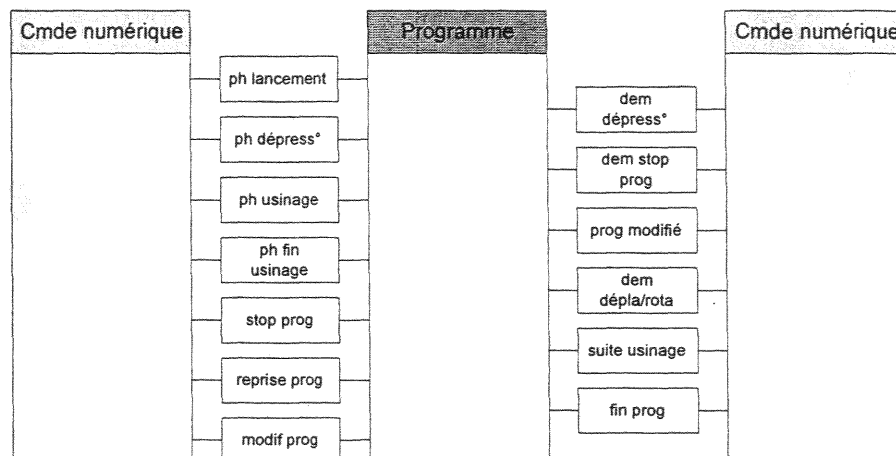 Cmde numérique
Programme
Cmde numérique
ph lancement
ph dépress°
ph usinage
ph fin
usinage
stop prog
reprise prog
modif prog
dem
dépress°
dem stop
prog
prog modifié
dem
dépla/rota
suite usinage
fin prog